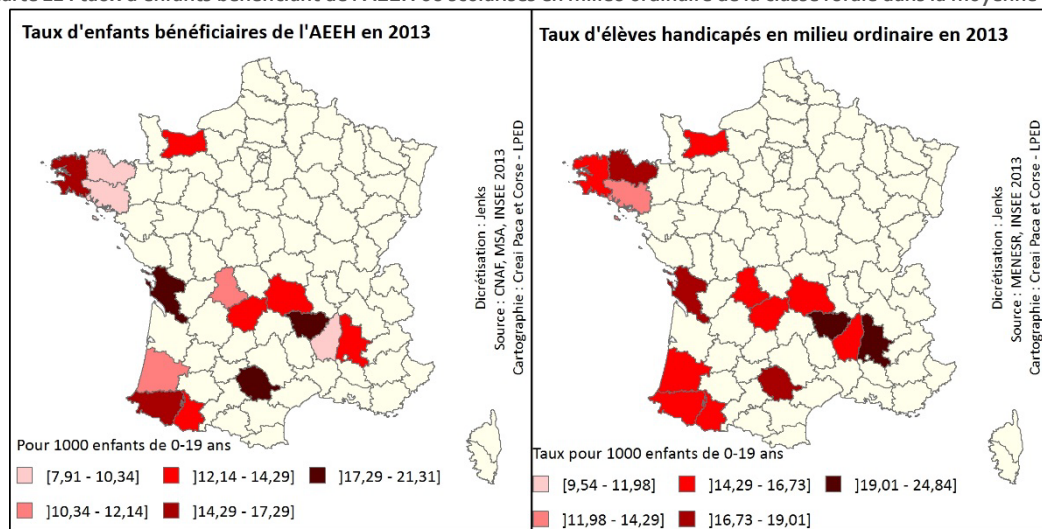 Taux d'enfants bénéficiaires de l'AEEH en 2013
Dicrétisation : Jenks
Source : CNAF, MSA, INSEE 2013
Cartographie : Creai Paca et Corse - LPED
Pour 1000 enfants de 0-19 ans
[7,91 - 10,34]
]12,14 - 14,29]
]17,29 - 21,31]
]10,34 - 12,14]
]14,29 - 17,29]
Taux d'élèves handicapés en milieu ordinaire en 2013
Dicrétisation : Jenks
Source : MENESR, INSEE 2013
Cartographie : Creai Paca et Corse - LPED
Taux pour 1000 enfants de 0-19 ans
[9,54 - 11,98]
]14,29 - 16,73]
]19,01 - 24,84]
]11,98 - 14,29]
]16,73 - 19,01]